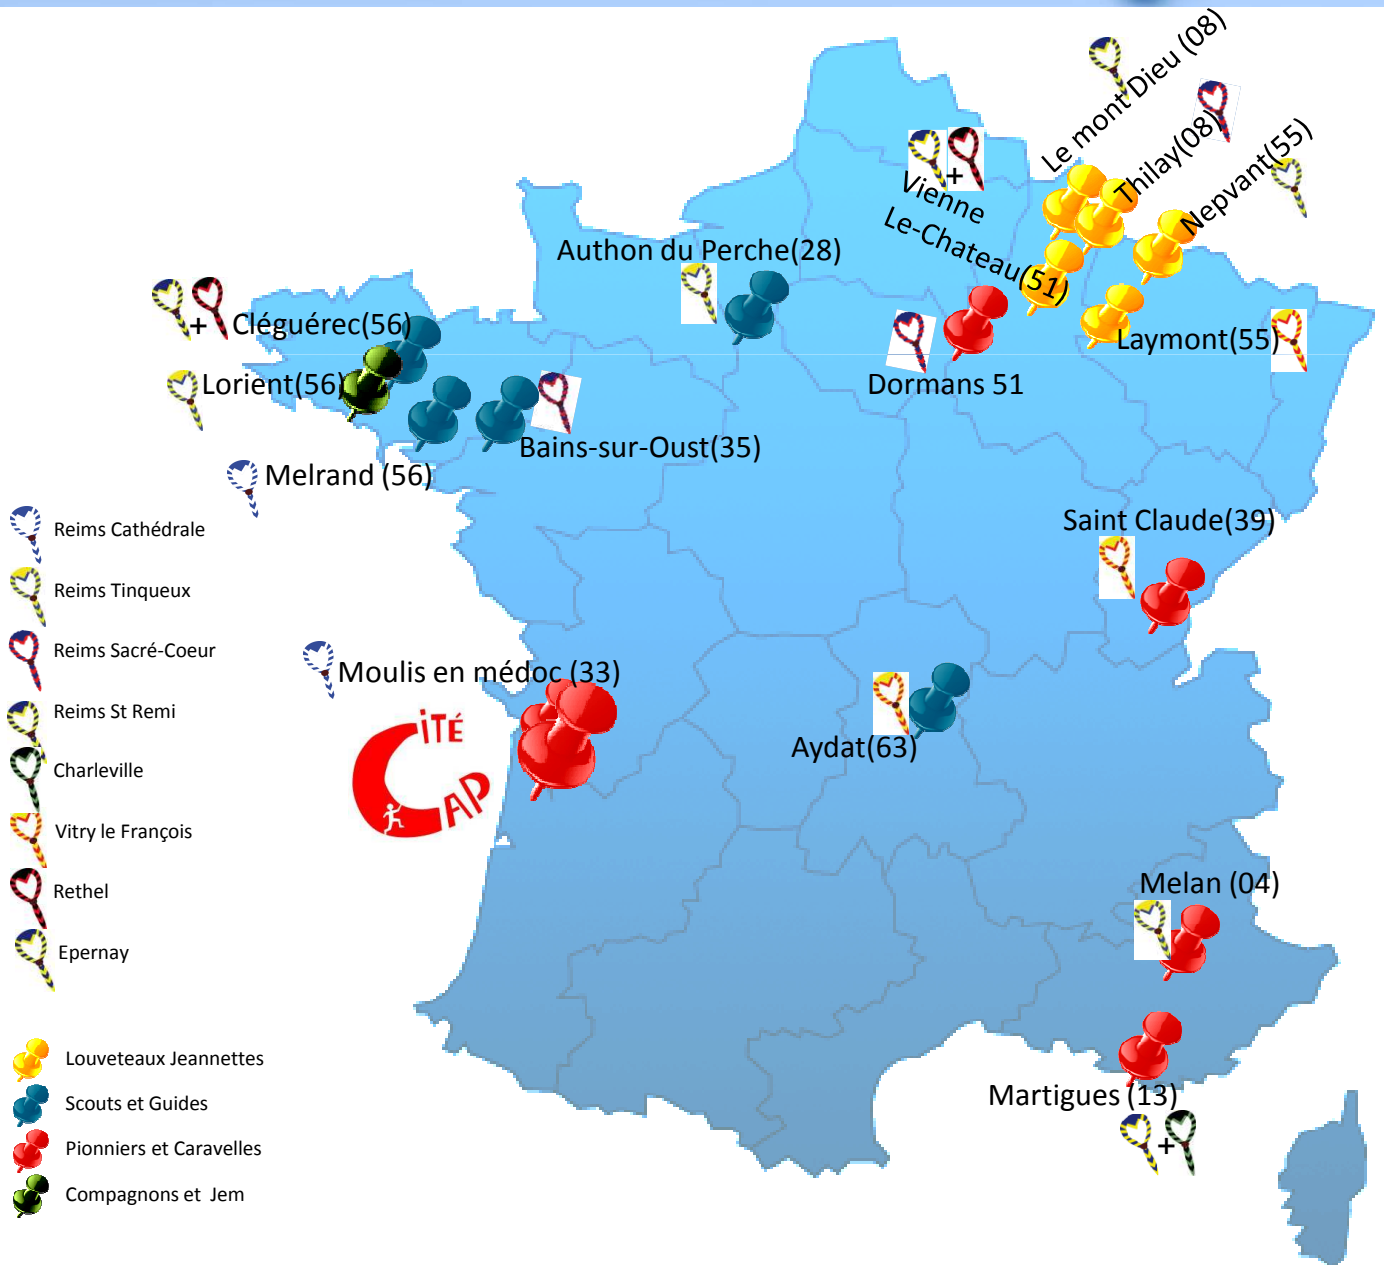 Le mont Dieu (08)
Thilay(08)
Nepvant(55)
+
Vienne
Le-Chateau(51)
Authon du Perche(28)
+
Cléguérec(56)
Laymont(55)
Lorient(56)
Dormans 51
Bains-sur-Oust(35)
Melrand (56)
Saint Claude(39)
Reims Cathédrale
Reims Tinqueux
Reims Sacré-Coeur
Reims St Remi
Charleville
Vitry le François
Rethel
Epernay
Moulis en médoc (33)
CiTÉ
CAP
Aydat(63)
Melan (04)
Martigues (13)
+
Louveteaux Jeannettes
Scouts et Guides
Pionniers et Caravelles
Compagnons et Jem